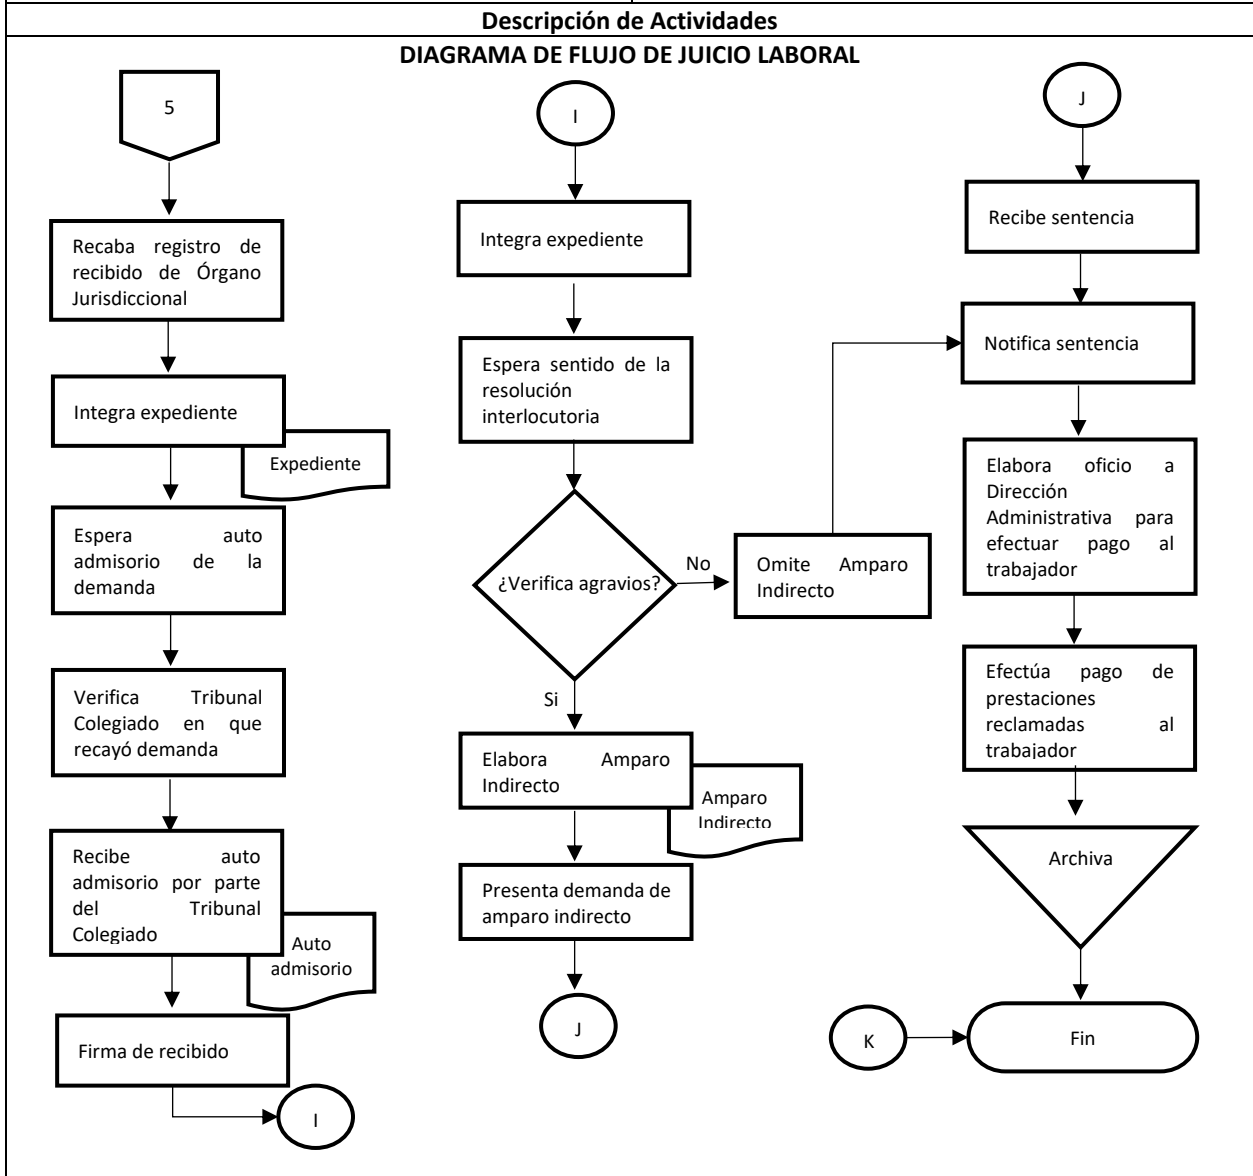 Descripción de Actividades
DIAGRAMA DE FLUJO DE JUICIO LABORAL
5
Recaba registro de
recibido de Órgano
Jurisdiccional
Integra expediente
Expediente
Espera auto
admisorio de la
demanda
Verifica Tribunal
Colegiado en que
recayó demanda
Recibe auto
admisorio por parte
del Tribunal
Colegiado
Auto
admisorio
Firma de recibido
I
I
Integra expediente
Espera sentido de la
resolución
interlocutoria
¿Verifica agravios?
No
Omite Amparo
Indirecto
Si
Elabora Amparo
Indirecto
Amparo
Indirecto
Presenta demanda de
amparo indirecto
J
J
Recibe sentencia
Notifica sentencia
Elabora oficio a
Dirección
Administrativa para
efectuar pago al
trabajador
Efectúa pago de
prestaciones
reclamadas al
trabajador
Archiva
K
Fin